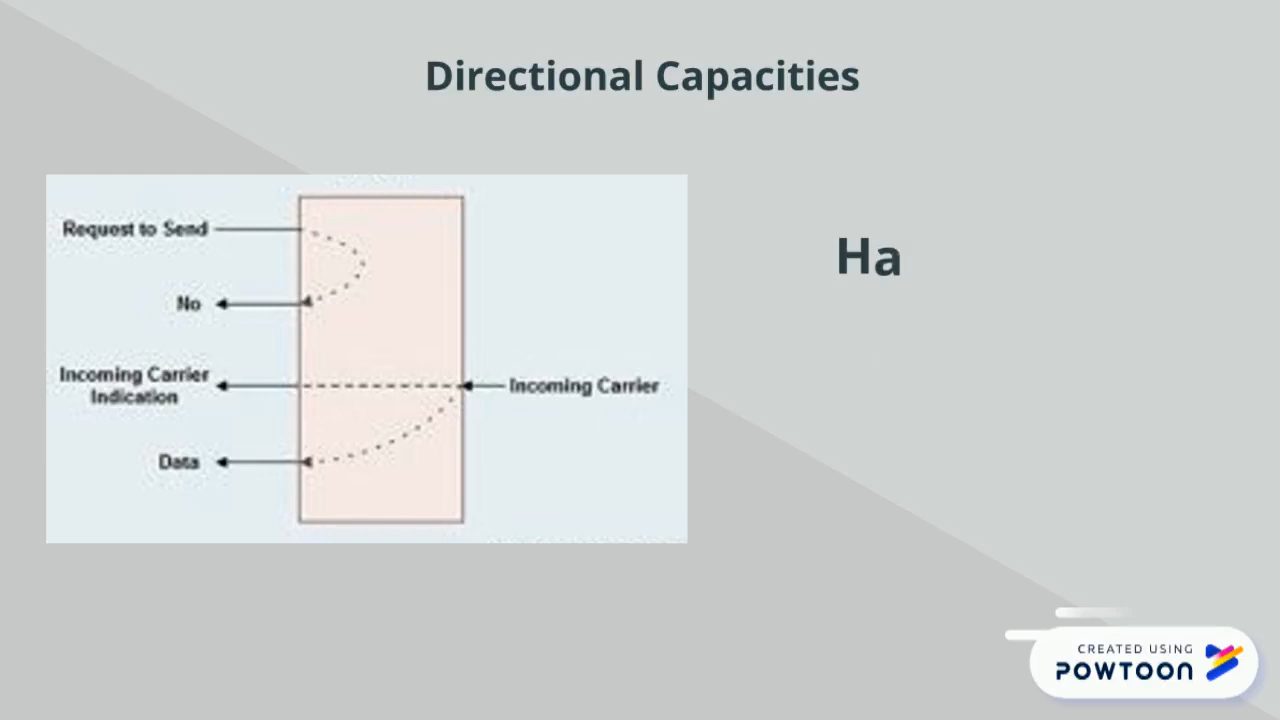 Directional Capacities
Request to Send
No
Incoming Carrier
Indication
Data
Incoming Carrier
Ha
CREATED USING
POWTOON